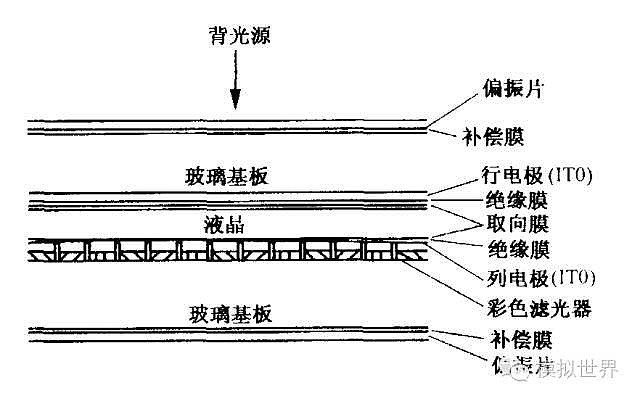 背光源
偏振片
补偿膜
玻璃基板
行电极(ITO)
绝缘膜
取向膜
液晶
绝缘膜
列电极(ITO)
彩色滤光器
玻璃基板
补偿膜
偏振片
模拟世界